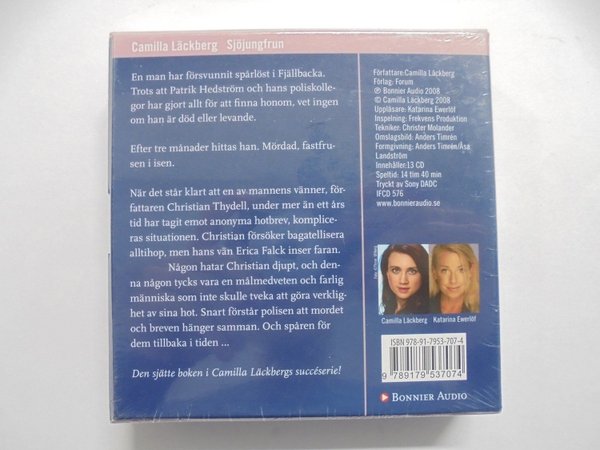 Camilla Läckberg Sjöjungfrun
En man har försvunnit spårlöst i Fjällbacka.
Trots att Patrik Hedström och hans poliskolle-
gor har gjort allt för att finna honom, vet ingen
om han är död eller levande.
Efter tre månader hittas han. Mördad, fastfru-
sen i isen.
När det står klart att en av mannens vänner, för-
fattaren Christian Thydell, under mer än ett års
tid har tagit emot anonyma hotbrev, komplice-
ras situationen. Christian försöker bagatellisera
alltihop, men hans vän Erica Falck inser faran.
Någon hatar Christian djupt, och den-
na någon tycks vara en målmedveten och farlig
människa som inte skulle tveka att göra verklig-
het av sina hot. Snart förstår polisen att mordet
och breven hänger samman. Och spåren för
dem tillbaka i tiden ...
Den sjätte boken i Camilla Läckbergs succéserie!
Författare:Camilla Läckberg
Förlag: Forum
℗ Bonnier Audio 2008
© Camilla Läckberg 2008
Uppläsare: Katarina Ewerlöf
Inspelning: Frekvens Produktion
Tekniker: Christer Molander
Omslagsbild: Anders Timrén
Formgivning: Anders Timrén/Åsa
Landström
Innehåller:13 CD
Speltid: 14 tim 40 min
Tryckt av Sony DADC
IFCD 576
www.bonnieraudio.se
Camilla Läckberg Katarina Ewerlöf
ISBN 978-91-7953-707-4
9 789179 537074
BONNIER AUDIO